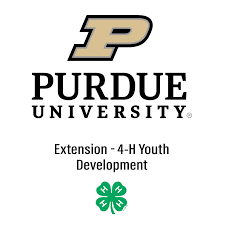 P
PURDUE
UNIVERSITY®
Extension - 4-H Youth
Development
H H
H H